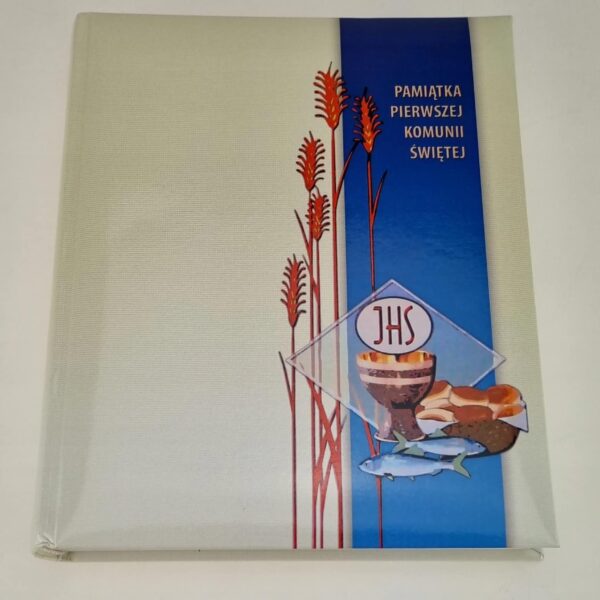 PAMIĄTKA
PIERWSZEJ
KOMUNII
ŚWIĘTEJ
JHS